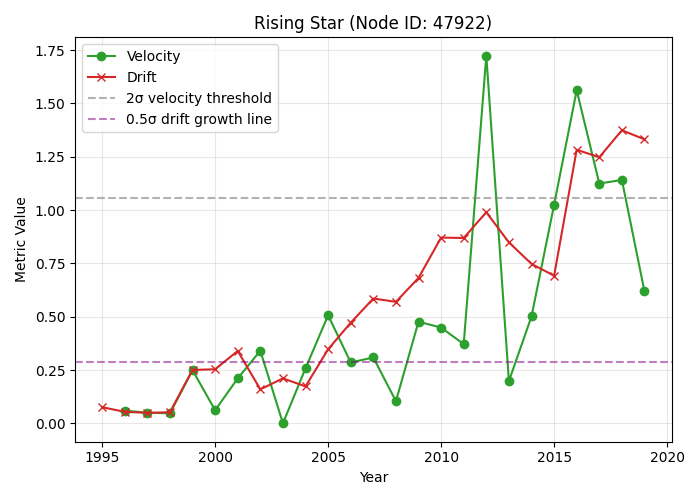 Rising Star (Node ID: 47922)
Velocity
Drift
2σ velocity threshold
0.5σ drift growth line
Metric Value
1.75
1.50
1.25
1.00
0.75
0.50
0.25
0.00
1995 2000 2005 2010 2015 2020
Year